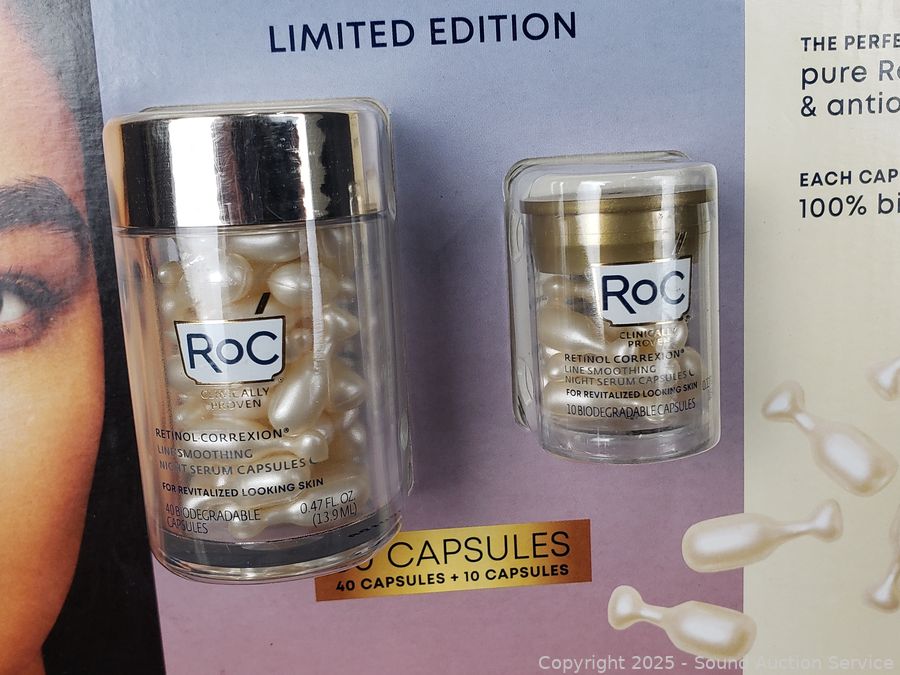 LIMITED EDITION
THE PERFE
pure Ro
& antio
EACH CAP
100% bi
RoC
CLINICALLY
PROVEN
RETINOL CORREXION®
LINE SMOOTHING
NIGHT SERUM CAPSULES
FOR REVITALIZED LOOKING SKIN
40 BIODEGRADABLE
CAPSULES
0.47 FL OZ
(13.9 ML)
RoC
CLINICALLY
PROVEN
RETINOL CORREXION®
LINE SMOOTHING
NIGHT SERUM CAPSULES
FOR REVITALIZED LOOKING SKIN
10 BIODEGRADABLE CAPSULES
CAPSULES
40 CAPSULES + 10 CAPSULES
Copyright 2025 - Sound Auction Service